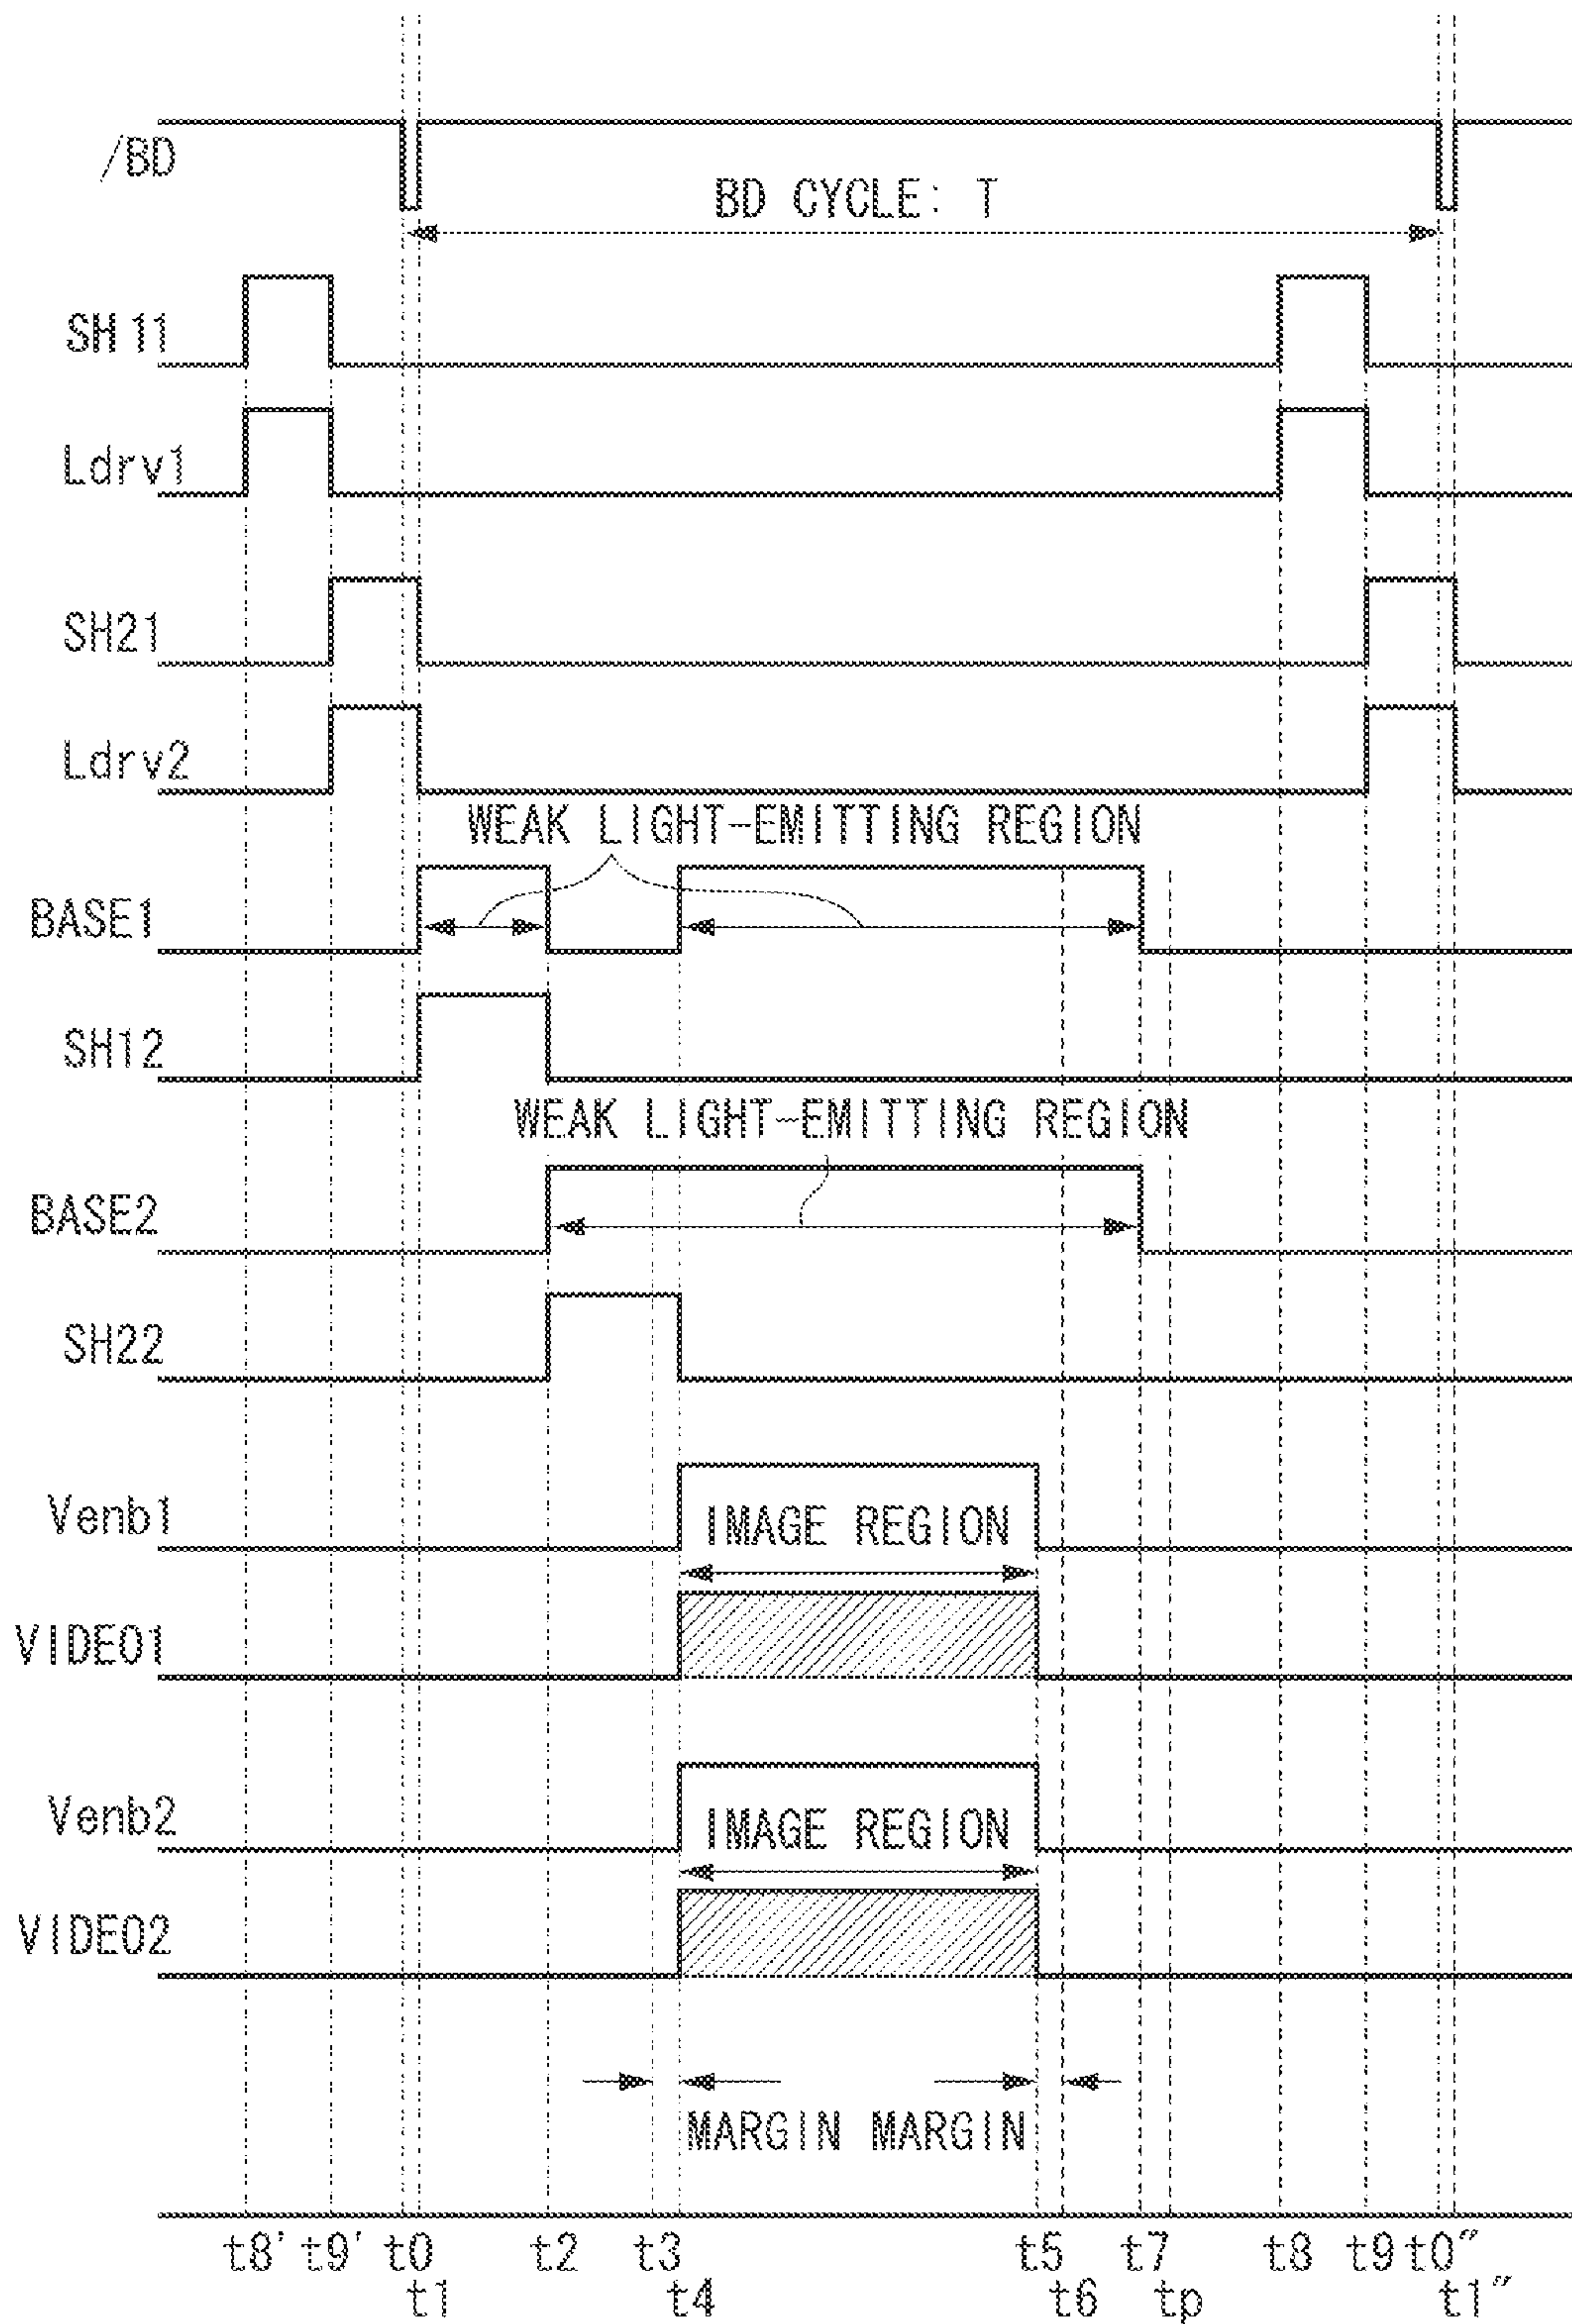 /BD
BD CYCLE: T
SH11
Ldrv1
SH21
Ldrv2
WEAK LIGHT-EMITTING REGION
BASE1
SH12
WEAK LIGHT-EMITTING REGION
BASE2
SH22
Venb1
IMAGE REGION
VIDEO1
Venb2
IMAGE REGION
VIDEO2
MARGIN MARGIN
t8' t9' t0 t2 t3 t5 t7 t8 t9 t0"
t1 t4 t6 tp t1"